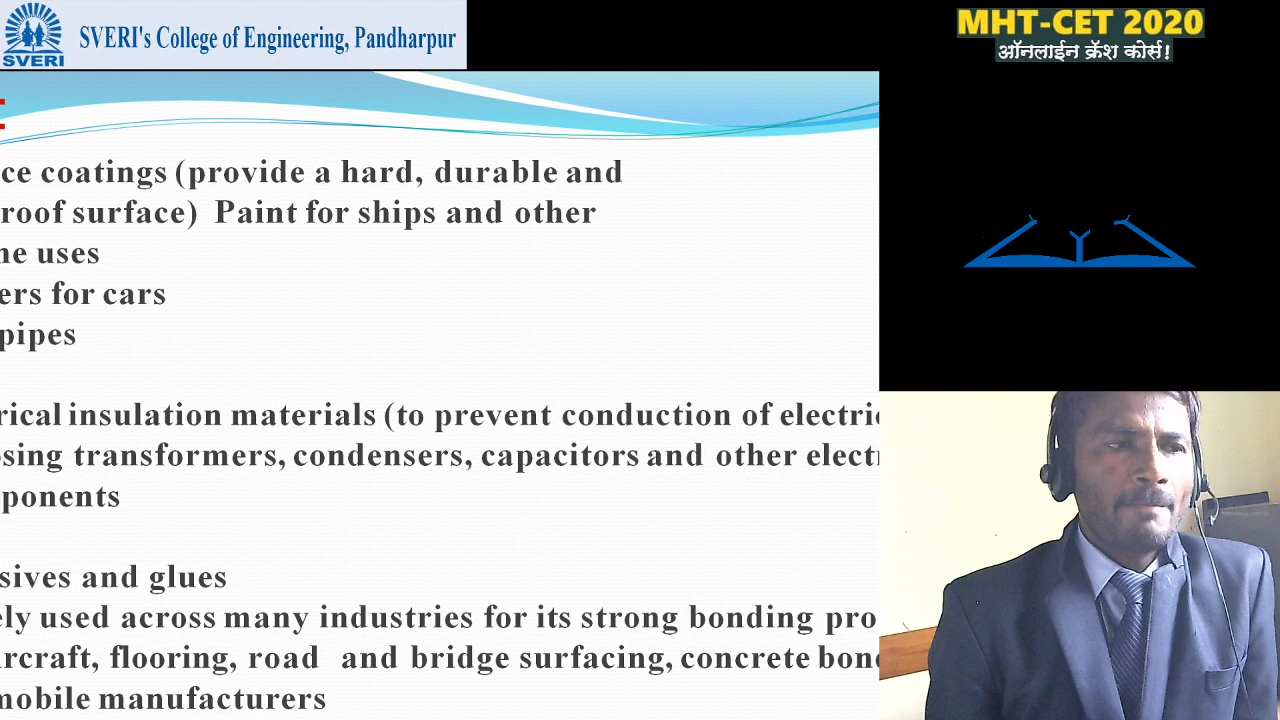 SVERI
SVERI's College of Engineering, Pandharpur
MHT-CET 2020
ऑनलाईन क्रॅश कोर्स!
ce coatings (provide a hard, durable and
roof surface) Paint for ships and other
ne uses
ers for cars
pipes
rical insulation materials (to prevent conduction of electric
sing transformers, condensers, capacitors and other electr
ponents
sives and glues
ely used across many industries for its strong bonding pro
ircraft, flooring, road and bridge surfacing, concrete bon
mobile manufacturers